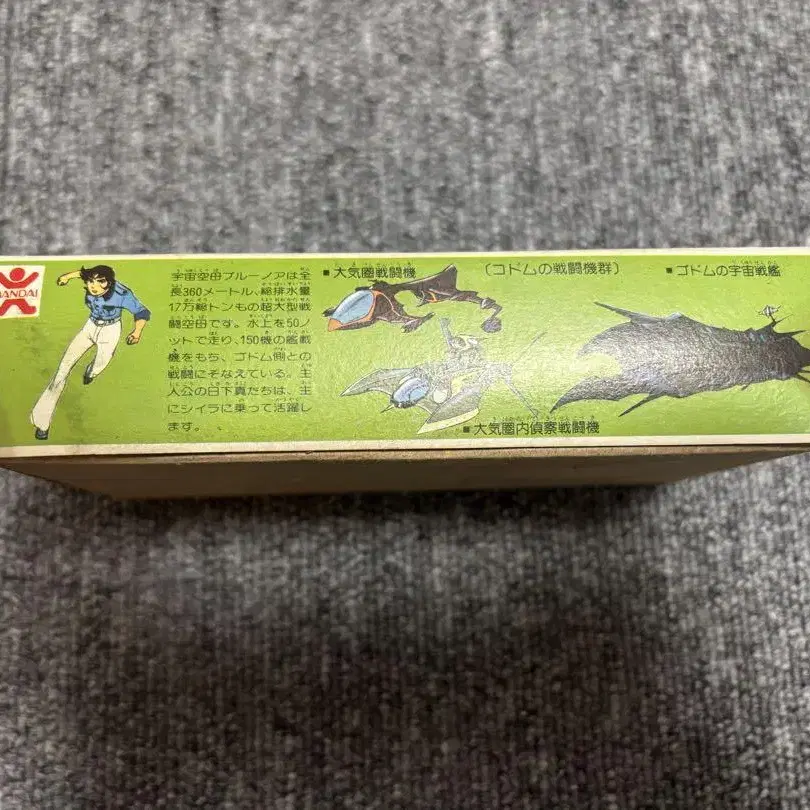 BANDAI
宇宙空母ブルーノアは全
長360メートル、総排水量
17万総トンもの超大型戦
闘空母です。水上を50ノ
ットで走り、150機の艦載
機をもち、ゴドム側との
戦闘にそなえている。主
人公の日下真たちは、主
にシイラに乗って活躍し
ます。
■大気圏戦闘機
(ゴドムの戦闘機群)
■ゴドムの宇宙戦艦
■大気圏内偵察戦闘機